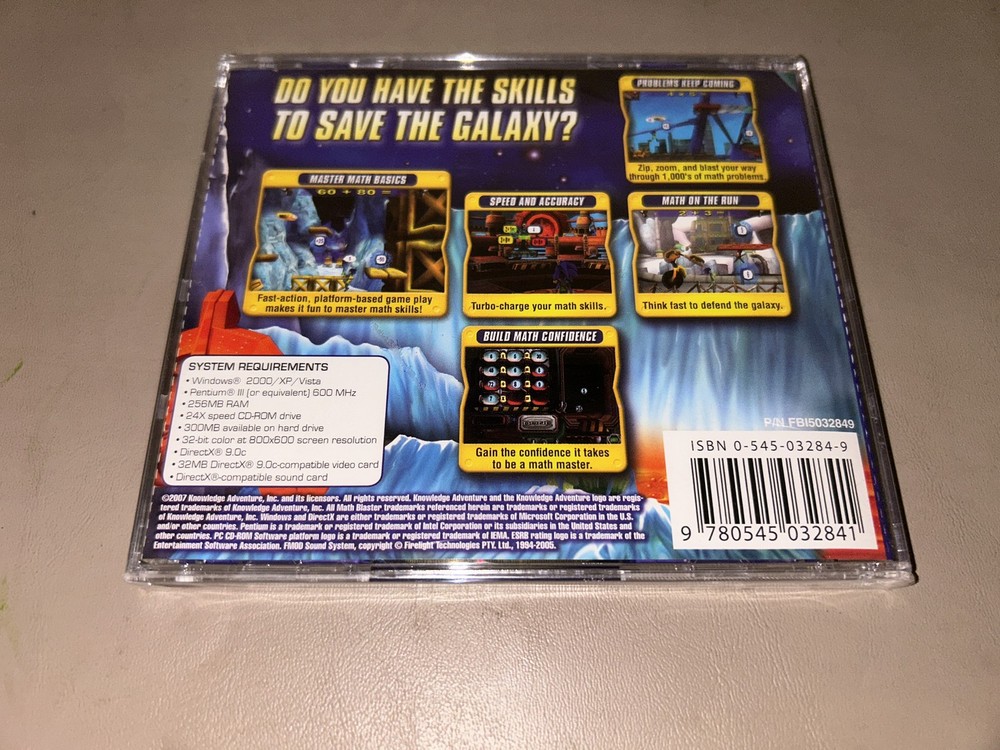 DO YOU HAVE THE SKILLS
TO SAVE THE GALAXY?
PROBLEMS KEEP COMING
Zip, zoom, and blast your way
through 1,000's of math problems.
MASTER MATH BASICS
60 + 80 =
Fast-action, platform-based game play
makes it fun to master math skills!
SPEED AND ACCURACY
Turbo-charge your math skills.
MATH ON THE RUN
2 + 3 =
Think fast to defend the galaxy.
BUILD MATH CONFIDENCE
Gain the confidence it takes
to be a math master.
SYSTEM REQUIREMENTS
• Windows® 2000/XP/Vista
• Pentium® III (or equivalent) 600 MHz
• 256MB RAM
• 24X speed CD-ROM drive
• 300MB available on hard drive
• 32-bit color at 800x600 screen resolution
• DirectX® 9.0c
• 32MB DirectX® 9.0c-compatible video card
• DirectX®-compatible sound card
P/N FBI5032849
ISBN 0-545-03284-9
9 780545 032841
©2007 Knowledge Adventure, Inc. and its licensors. All rights reserved. Knowledge Adventure and the Knowledge Adventure logo are regis-
tered trademarks of Knowledge Adventure, Inc. All Math Blaster trademarks referenced herein are trademarks or registered trademarks
of Knowledge Adventure, Inc. Windows and DirectX are either trademarks or registered trademarks of Microsoft Corporation in the U.S.
and/or other countries. Pentium is a trademark or registered trademark of Intel Corporation or its subsidiaries in the United States and
other countries. PC CD-ROM Software platform logo is a trademark or registered trademark of IEMA. ESRB rating logo is a trademark of the
Entertainment Software Association. FMOD Sound System, copyright © Firelight Technologies PTY. Ltd., 1994-2005.